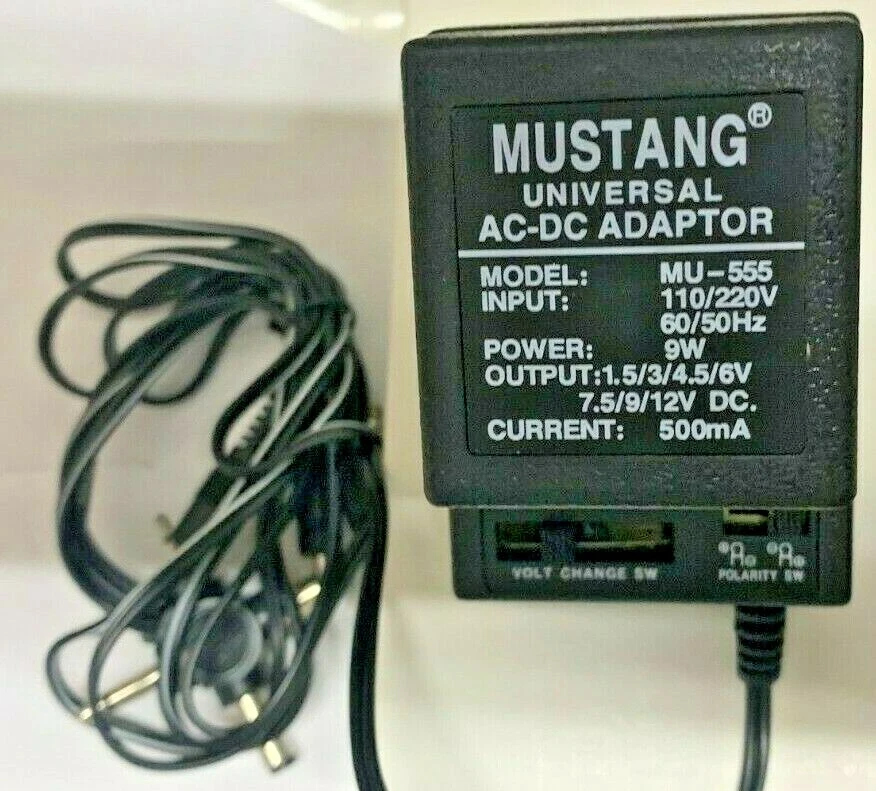 MUSTANG®
UNIVERSAL
AC-DC ADAPTOR
MODEL: MU-555
INPUT: 110/220V
60/50Hz
POWER: 9W
OUTPUT:1.5/3/4.5/6V
7.5/9/12V DC.
CURRENT: 500mA
VOLT CHANGE SW
POLARITY SW